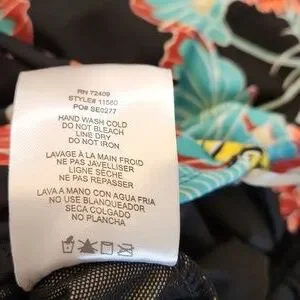 RN 72409
STYLE# 11560
PO# SE0277
HAND WASH COLD
DO NOT BLEACH
LINE DRY
DO NOT IRON
LAVAGE À LA MAIN FROID
NE PAS JAVELLISER
LIGNE SÈCHE
NE PAS REPASSER
LAVA A MANO CON AGUA FRIA
NO USE BLANQUEADOR
SECA COLGADO
NO PLANCHA